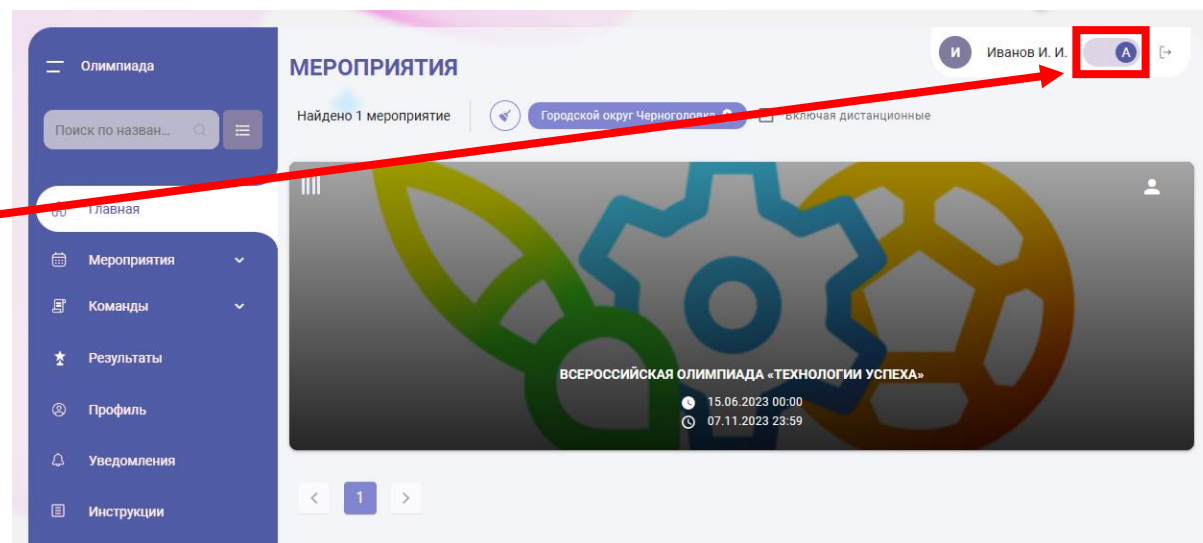 Олимпиада
МЕРОПРИЯТИЯ
И Иванов И. И. А
Поиск по назван...
Найдено 1 мероприятие
Городской округ Черноголовка
Включая дистанционные
Главная
Мероприятия
Команды
Результаты
Профиль
Уведомления
Инструкции
ВСЕРОССИЙСКАЯ ОЛИМПИАДА «ТЕХНОЛОГИИ УСПЕХА»
15.06.2023 00:00
07.11.2023 23:59
1